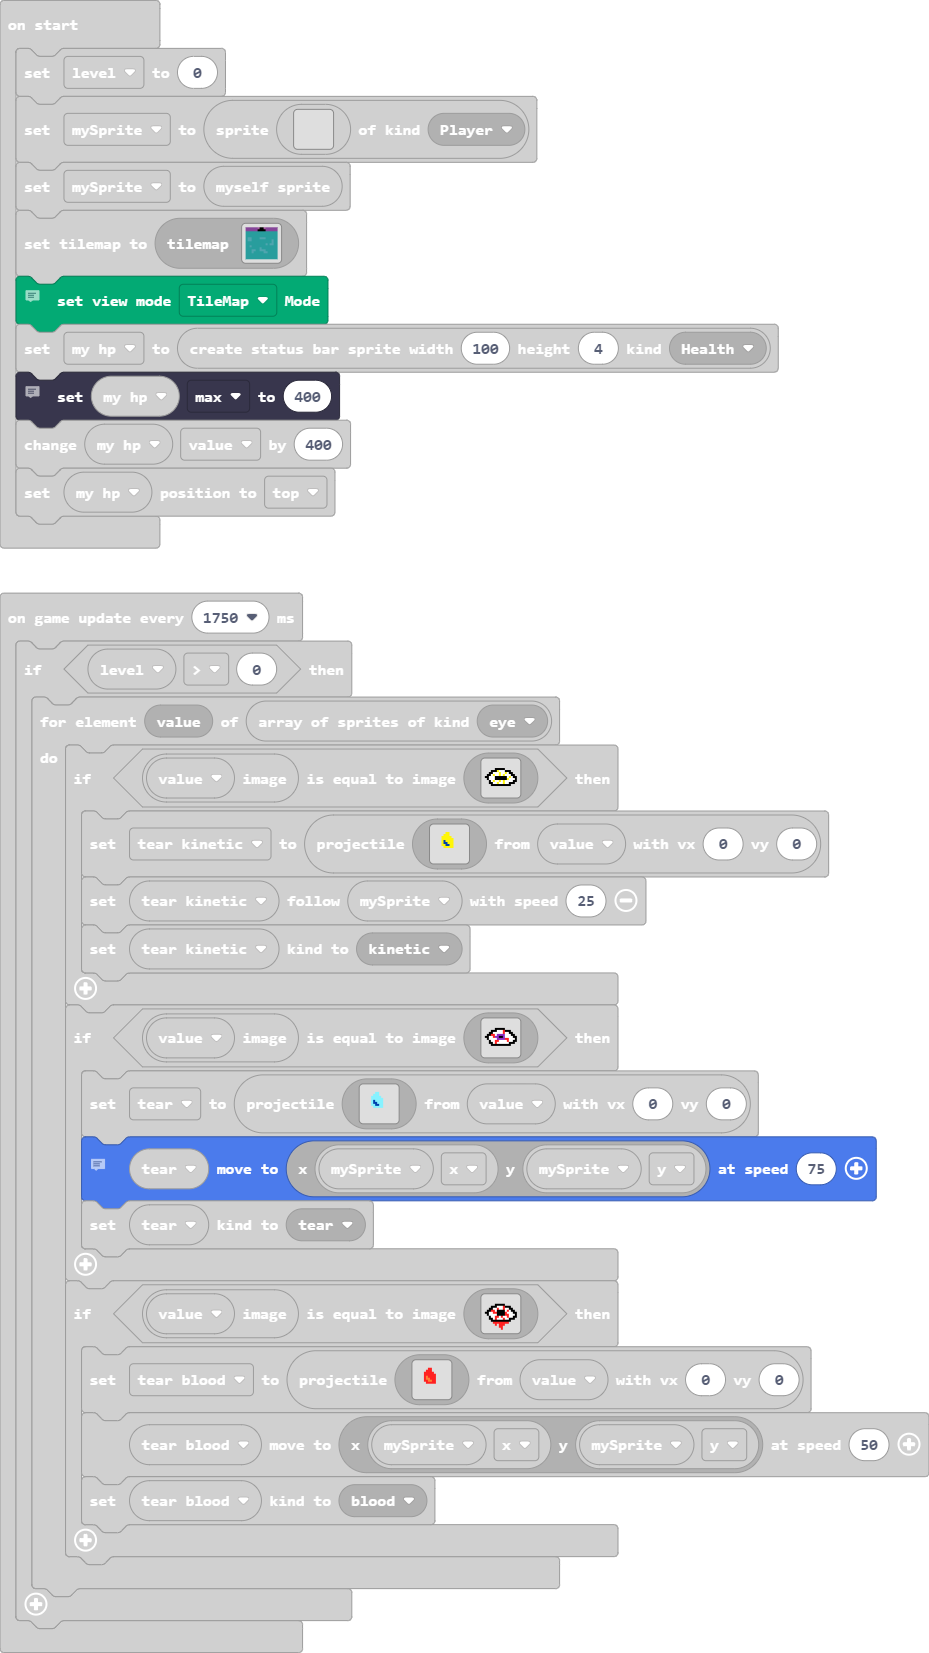 on start
set level to 0
set mySprite to sprite of kind Player
set mySprite to myself sprite
set tilemap to tilemap
set view mode TileMap Mode
set my hp to create status bar sprite width 100 height 4 kind Health
set my hp max to 400
change my hp value by 400
set my hp position to top
on game update every 1750 ms
if level > 0 then
for element value of array of sprites of kind eye
do
if value image is equal to image then
set tear kinetic to projectile from value with vx 0 vy 0
set tear kinetic follow mySprite with speed 25
set tear kinetic kind to kinetic
if value image is equal to image then
set tear to projectile from value with vx 0 vy 0
tear move to x mySprite x y mySprite y at speed 75
set tear kind to tear
if value image is equal to image then
set tear blood to projectile from value with vx 0 vy 0
tear blood move to x mySprite x y mySprite y at speed 50
set tear blood kind to blood